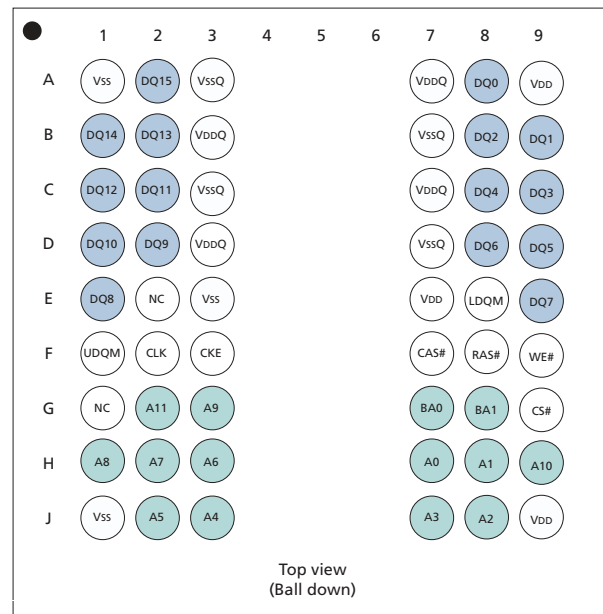 1 2 3 4 5 6 7 8 9
A Vss DQ15 VssQ VDDQ DQ0 VDD
B DQ14 DQ13 VDDQ VssQ DQ2 DQ1
C DQ12 DQ11 VssQ VDDQ DQ4 DQ3
D DQ10 DQ9 VDDQ VssQ DQ6 DQ5
E DQ8 NC Vss VDD LDQM DQ7
F UDQM CLK CKE CAS# RAS# WE#
G NC A11 A9 BA0 BA1 CS#
H A8 A7 A6 A0 A1 A10
J Vss A5 A4 A3 A2 VDD
Top view
(Ball down)